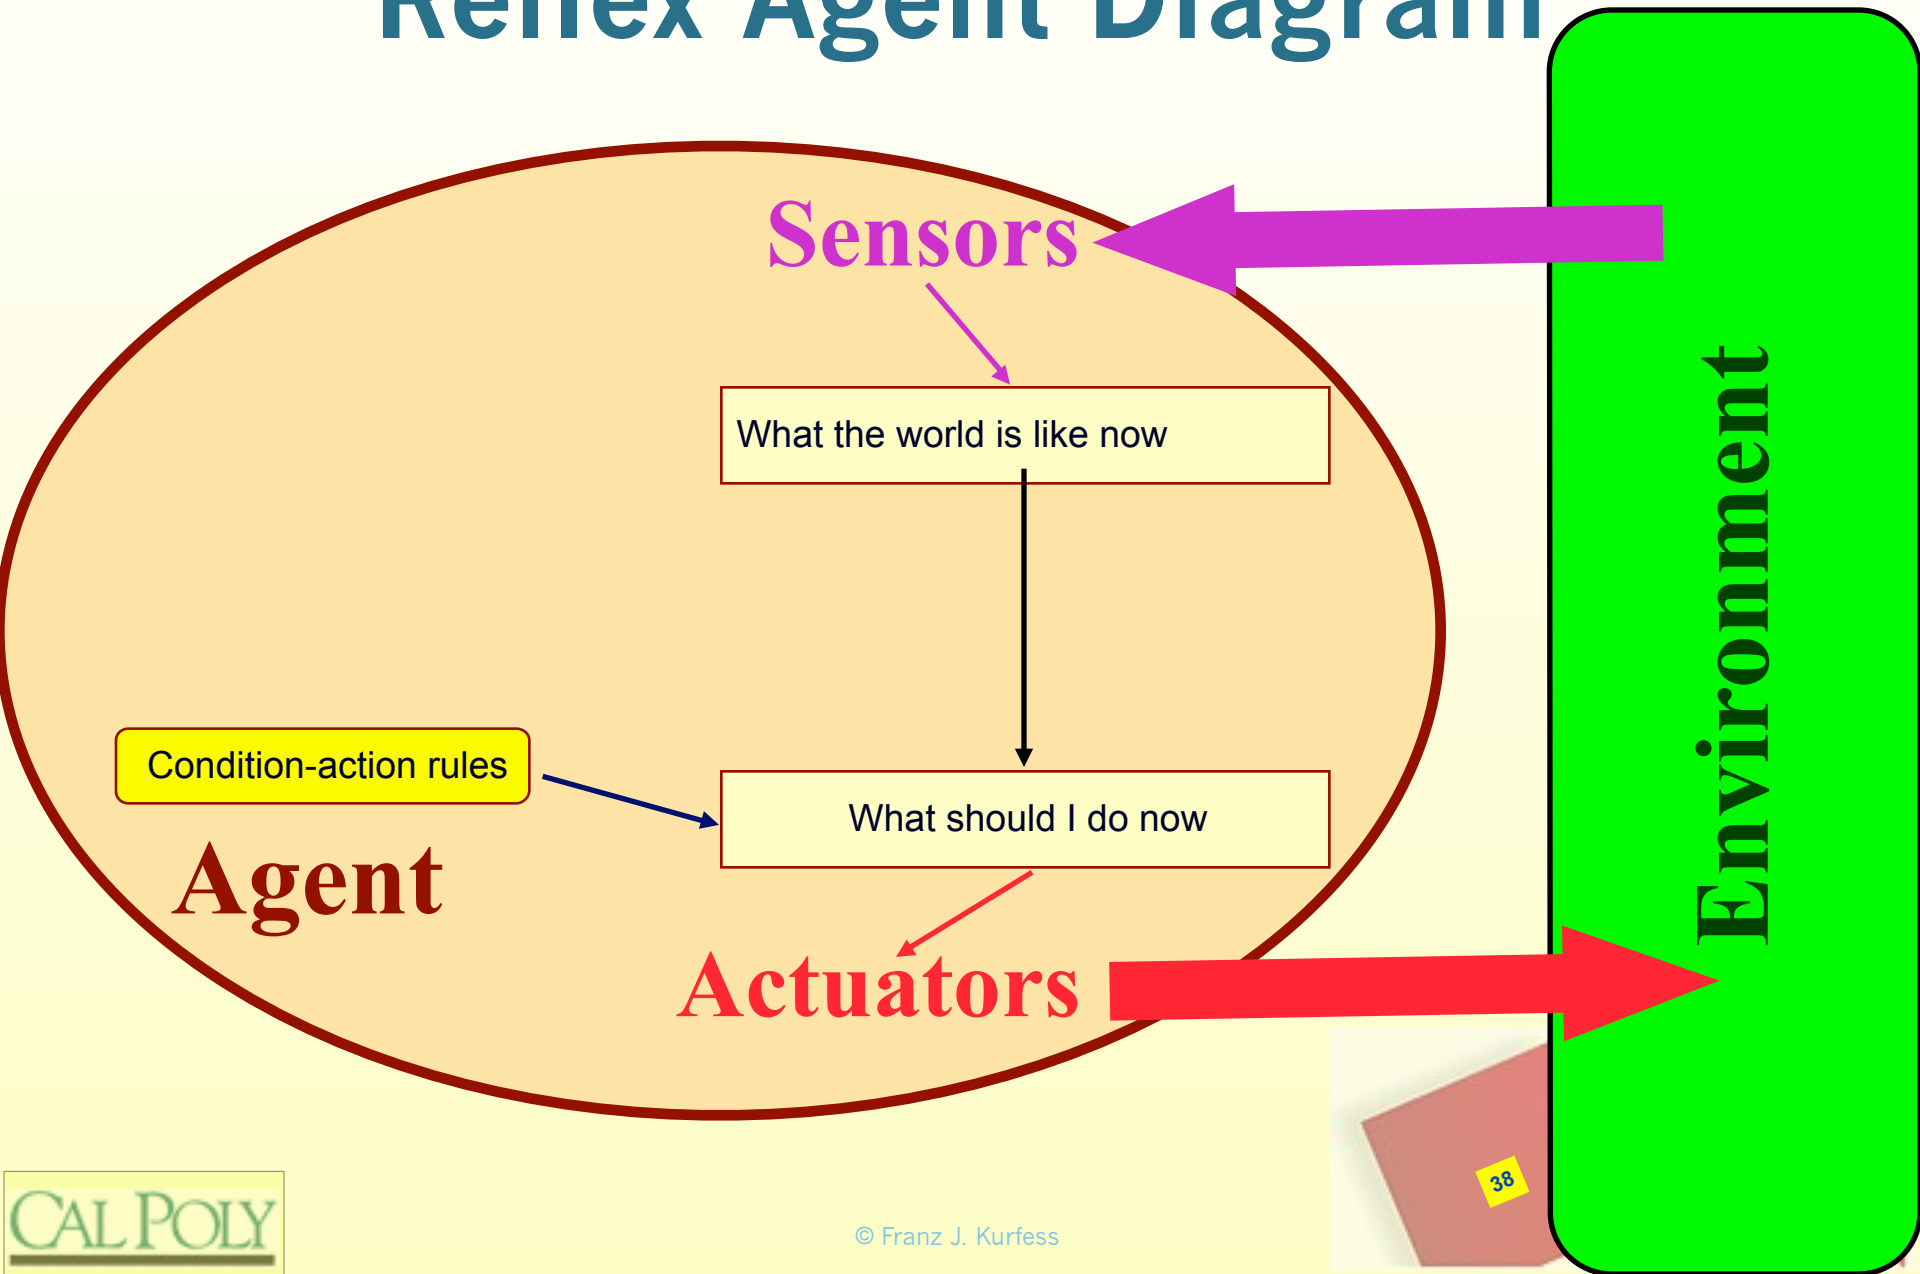 Reflex Agent Diagram
Sensors
What the world is like now
Environment
Condition-action rules
What should I do now
Agent
Actuators
38
CAL POLY
© Franz J. Kurfess